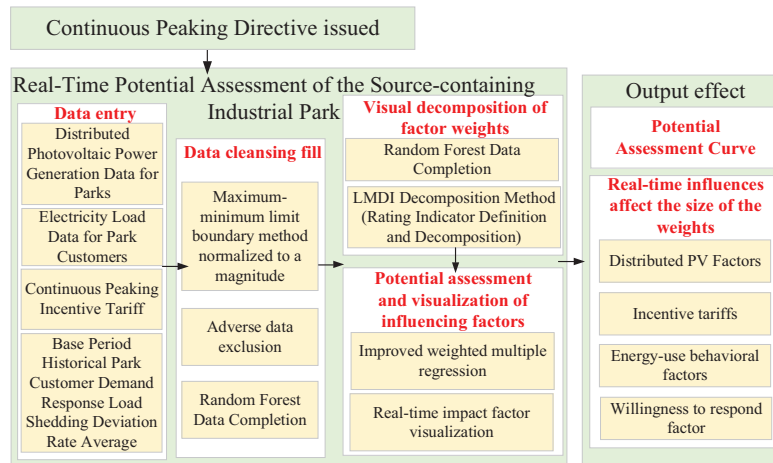 Continuous Peaking Directive issued
Real-Time Potential Assessment of the Source-containing
Industrial Park
Data entry
Distributed
Photovoltaic Power
Generation Data for
Parks
Electricity Load
Data for Park
Customers
Continuous Peaking
Incentive Tariff
Base Period
Historical Park
Customer Demand
Response Load
Shedding Deviation
Rate Average
Data cleansing fill
Maximum-
minimum limit
boundary method
normalized to a
magnitude
Adverse data
exclusion
Random Forest
Data Completion
Visual decomposition of
factor weights
Random Forest Data
Completion
LMDI Decomposition Method
(Rating Indicator Definition
and Decomposition)
Potential assessment
and visualization of
influencing factors
Improved weighted multiple
regression
Real-time impact factor
visualization
Output effect
Potential
Assessment Curve
Real-time influences
affect the size of the
weights
Distributed PV Factors
Incentive tariffs
Energy-use behavioral
factors
Willingness to respond
factor